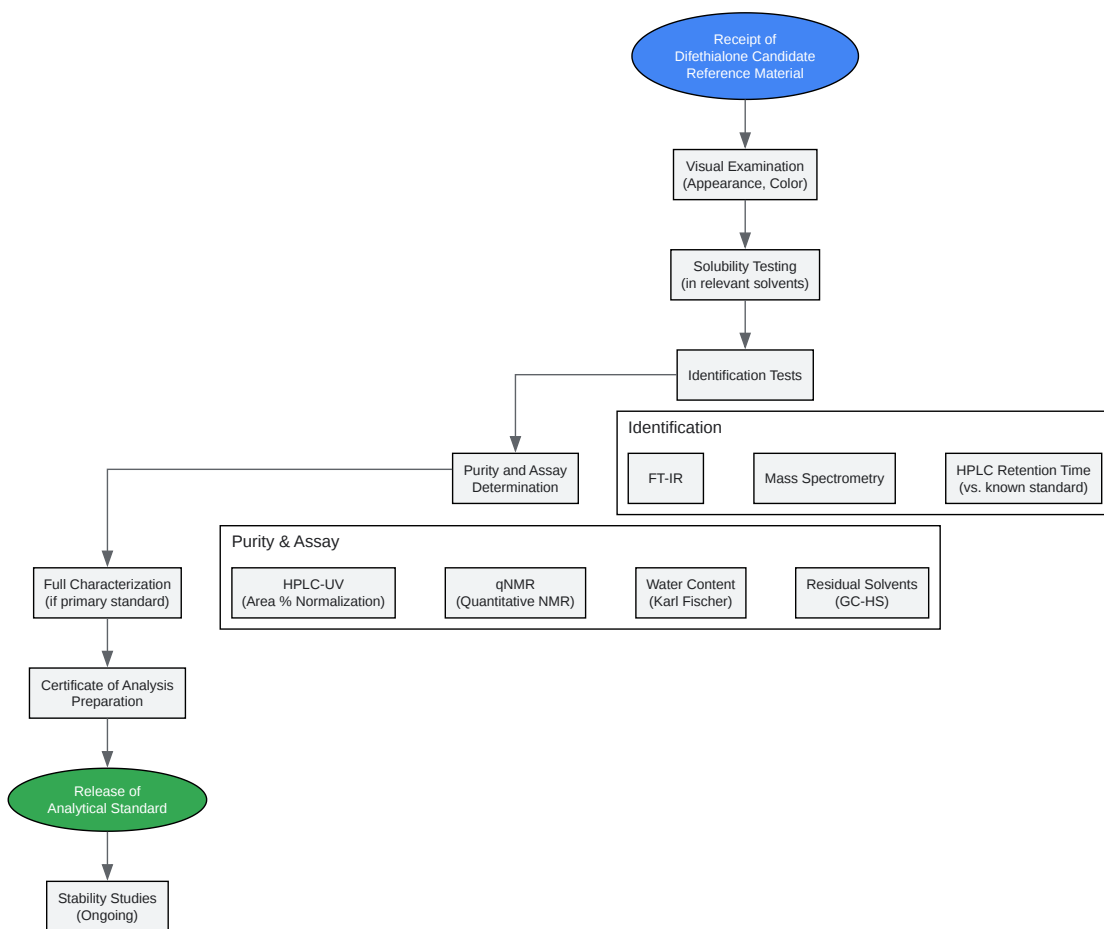 Receipt of
Difethialone Candidate
Reference Material
Visual Examination
(Appearance, Color)
Solubility Testing
(in relevant solvents)
Identification Tests
Identification
FT-IR
Mass Spectrometry
HPLC Retention Time
(vs. known standard)
Purity and Assay
Determination
Purity & Assay
HPLC-UV
(Area % Normalization)
qNMR
(Quantitative NMR)
Water Content
(Karl Fischer)
Residual Solvents
(GC-HS)
Full Characterization
(if primary standard)
Certificate of Analysis
Preparation
Release of
Analytical Standard
Stability Studies
(Ongoing)